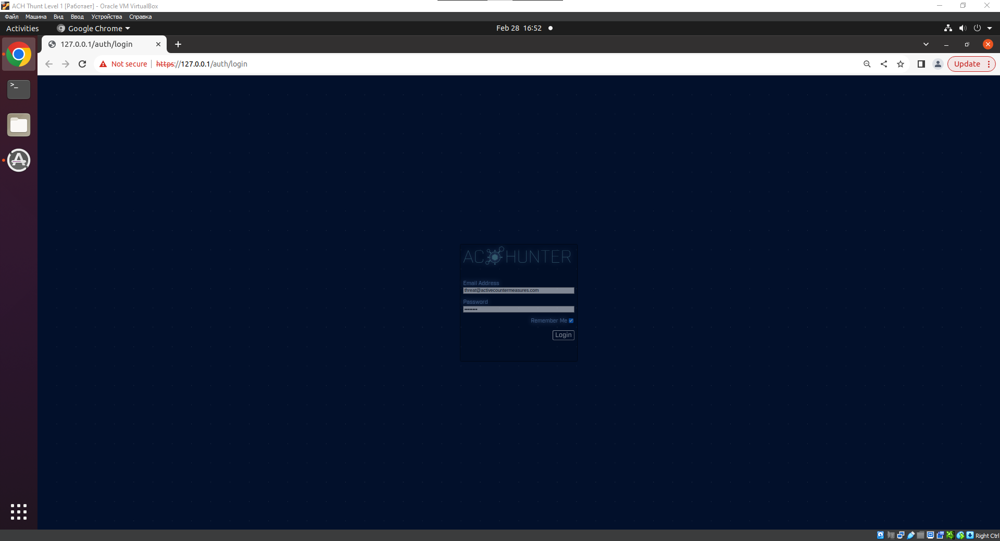 ACH Thunt Level 1 [Работает] - Oracle VM VirtualBox
Файл Машина Вид Ввод Устройства Справка
Activities Google Chrome Feb 28 16:52
127.0.0.1/auth/login
Not secure https://127.0.0.1/auth/login Update
>_
AC HUNTER
Email Address
threat@activecountermeasures.com
Password
••••••••
Remember Me
Login
Right Ctrl